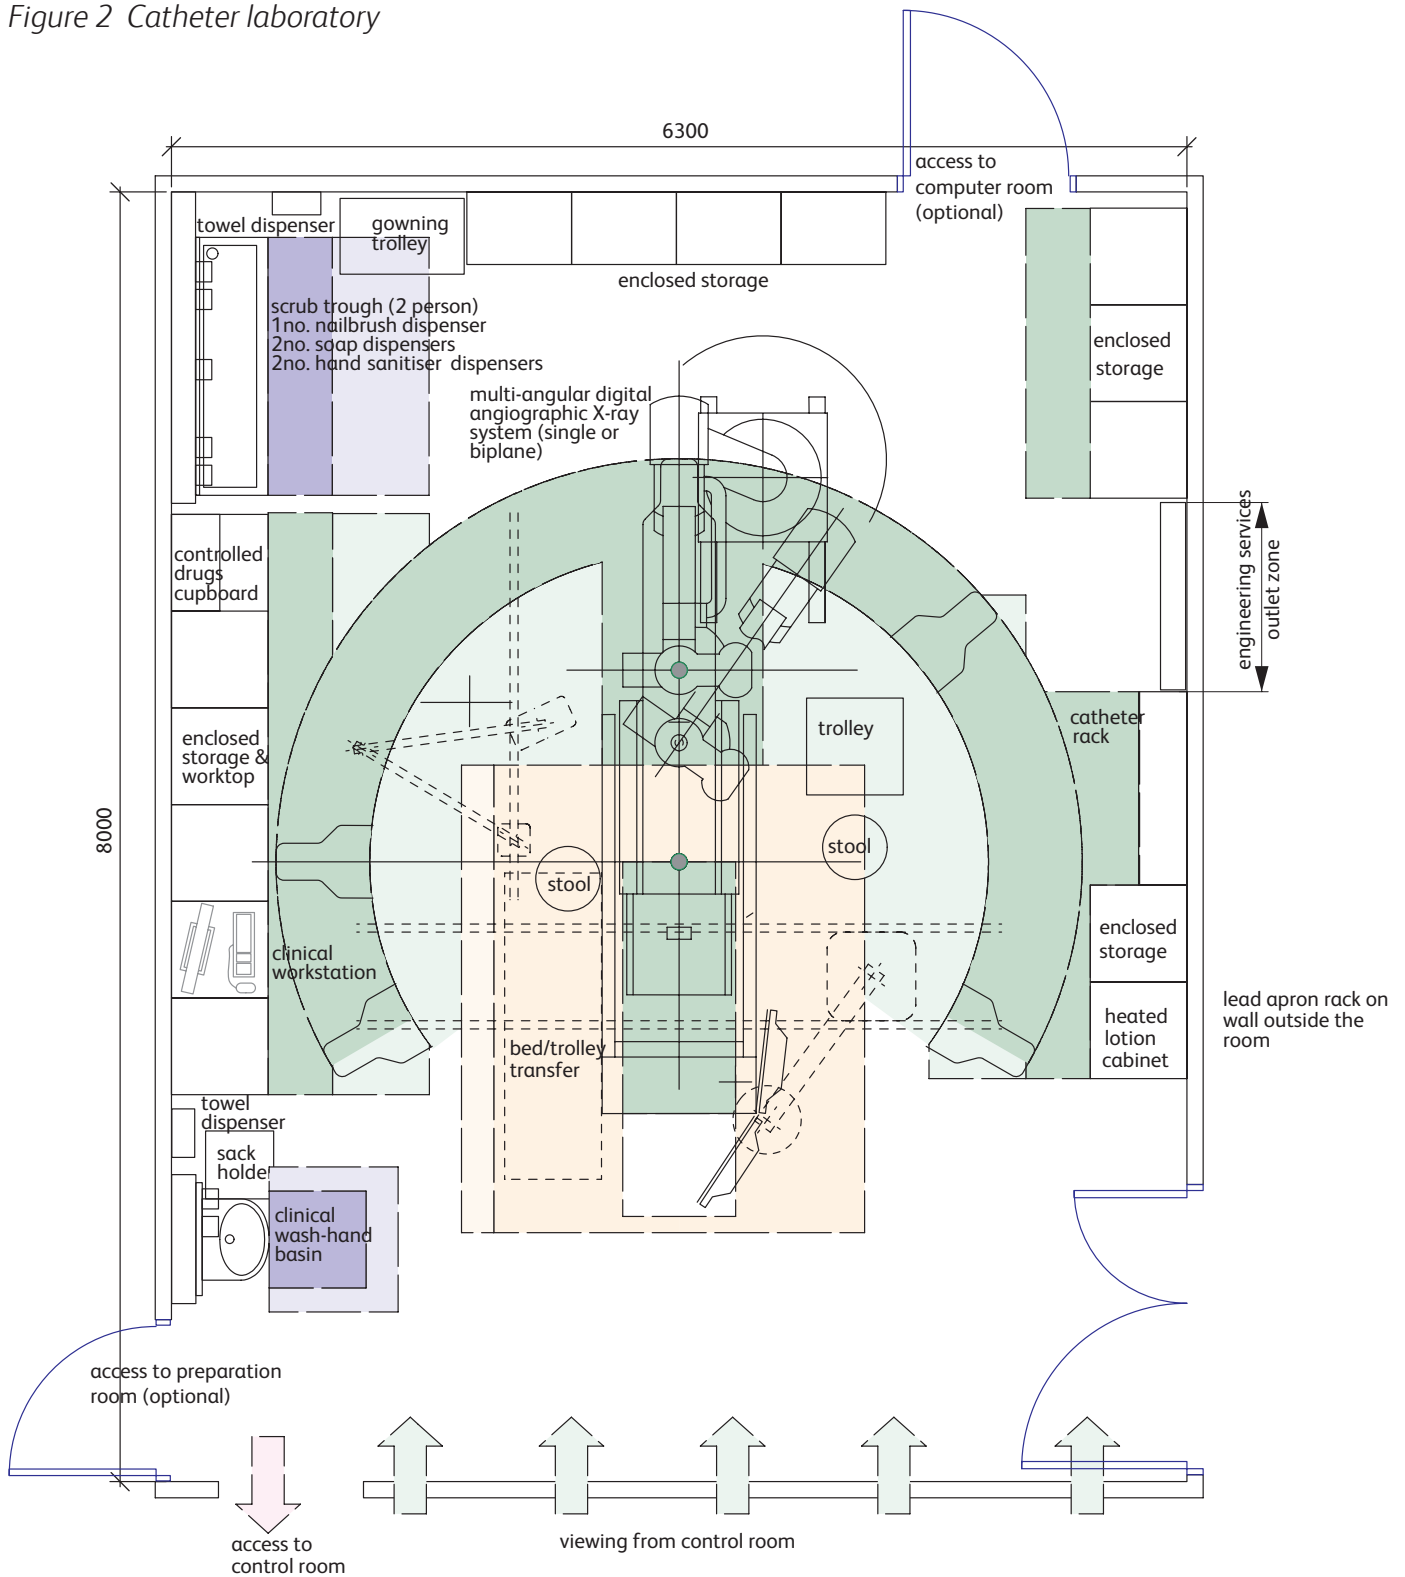 Figure 2 Catheter laboratory
6300
access to
computer room
(optional)
towel dispenser
gowning
trolley
enclosed storage
scrub trough (2 person)
1no. nailbrush dispenser
2no. soap dispensers
2no. hand sanitiser dispensers
enclosed
storage
multi-angular digital
angiographic X-ray
system (single or
biplane)
engineering services
outlet zone
controlled
drugs
cupboard
catheter
rack
trolley
enclosed
storage &
worktop
8000
stool
stool
enclosed
storage
clinical
workstation
lead apron rack on
wall outside the
room
heated
lotion
cabinet
bed/trolley
transfer
towel
dispenser
sack
holder
clinical
wash-hand
basin
access to preparation
room (optional)
access to
control room
viewing from control room